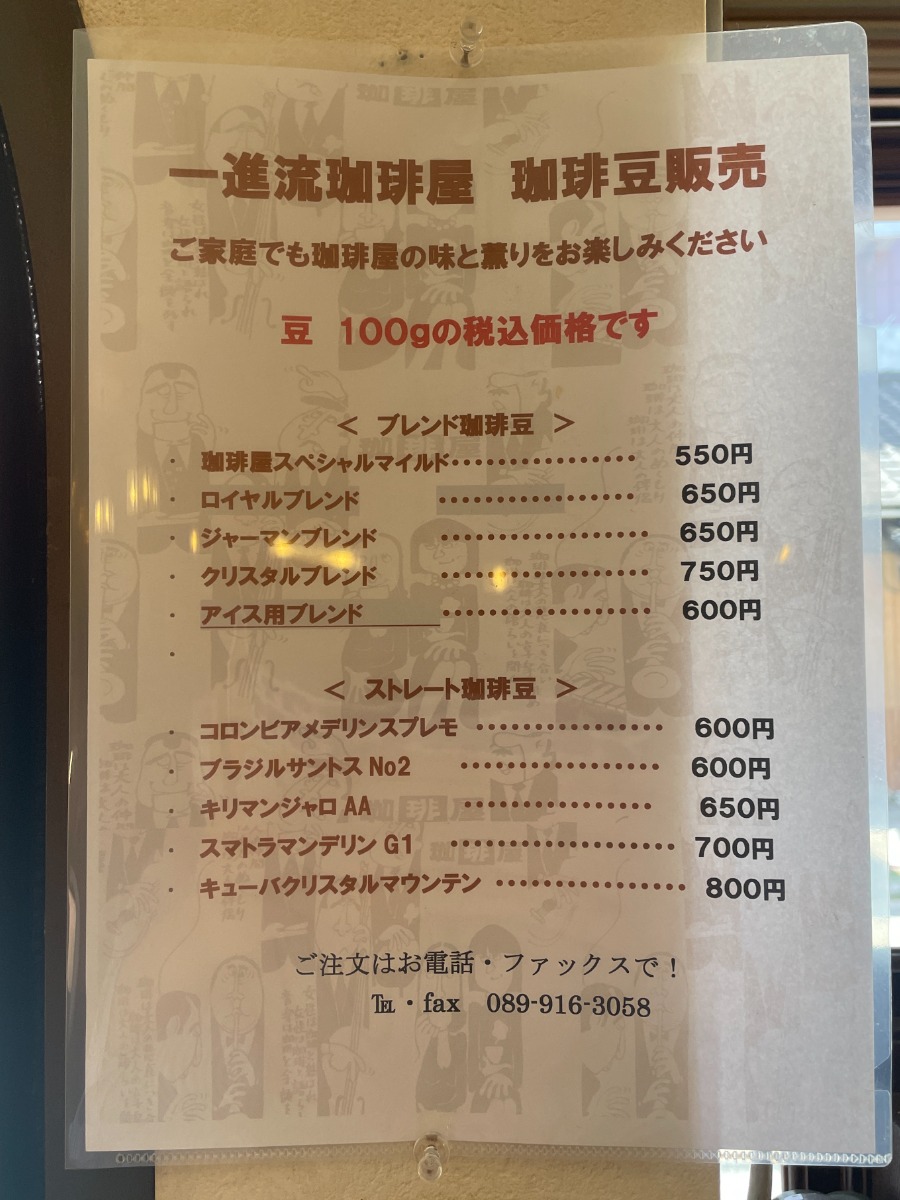 一進流珈琲屋 珈琲豆販売
ご家庭でも珈琲屋の味と薫りをお楽しみください
豆 100gの税込価格です
< ブレンド珈琲豆 >
・ 珈琲屋スペシャルマイルド・・・・・・・・・・・・・・・・ 550円
・ ロイヤルブレンド ・・・・・・・・・・・・・・・・・ 650円
・ ジャーマンブレンド ・・・・・・・・・・・・・・・・・・ 650円
・ クリスタルブレンド ・・・・・・・・・・・・・・・・・・ 750円
・ アイス用ブレンド ・・・・・・・・・・・・・・・・・・ 600円
・
< ストレート珈琲豆 >
・ コロンビアメデリンスプレモ ・・・・・・・・・・・・・・・・ 600円
・ ブラジルサントス No2 ・・・・・・・・・・・・・・・・・ 600円
・ キリマンジャロ AA ・・・・・・・・・・・・・・・・ 650円
・ スマトラマンデリン G1 ・・・・・・・・・・・・・・・・・・・ 700円
・ キューバクリスタルマウンテン ・・・・・・・・・・・・・・・・ 800円
ご注文はお電話・ファックスで！
℡・fax 089-916-3058